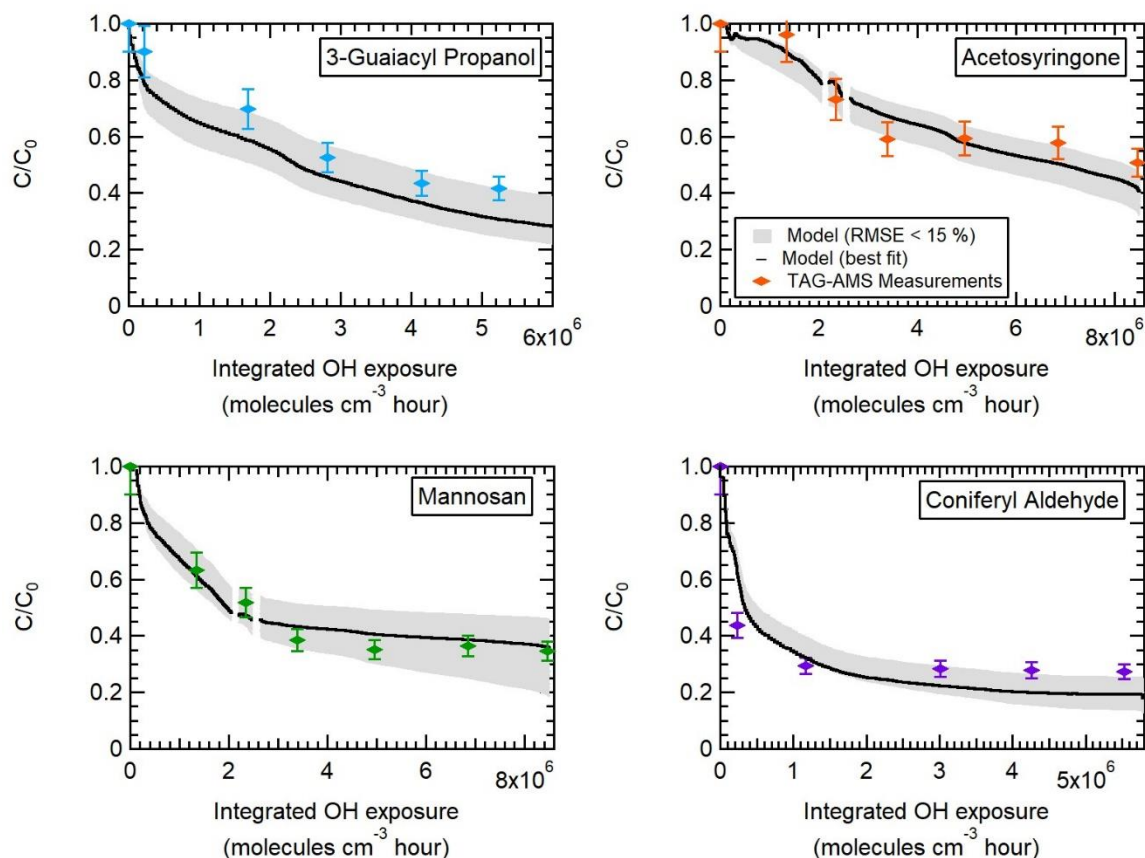 3-Guaiacyl Propanol
C/C0
1.0
0.8
0.6
0.4
0.2
0
0 1 2 3 4 5 6x10^6
Integrated OH exposure
(molecules cm^-3 hour)
Acetosyringone
C/C0
1.0
0.8
0.6
0.4
0.2
0
Model (RMSE < 15 %)
Model (best fit)
TAG-AMS Measurements
0 2 4 6 8x10^6
Integrated OH exposure
(molecules cm^-3 hour)
Mannosan
C/C0
1.0
0.8
0.6
0.4
0.2
0
0 2 4 6 8x10^6
Integrated OH exposure
(molecules cm^-3 hour)
Coniferyl Aldehyde
C/C0
1.0
0.8
0.6
0.4
0.2
0
0 1 2 3 4 5x10^6
Integrated OH exposure
(molecules cm^-3 hour)